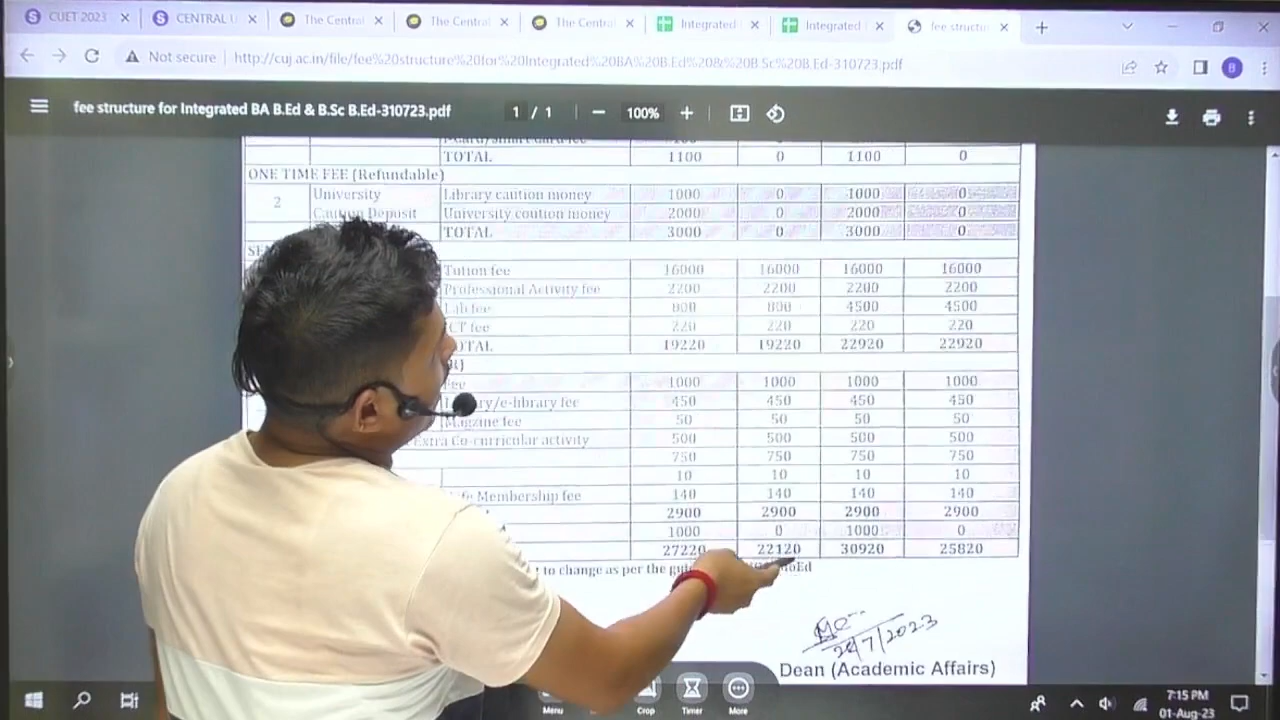 CUET 2023
CENTRAL U
The Central
The Central
The Central
Integrated
Integrated
fee structu
Not secure
http://cuj.ac.in/file/fee%20structure%20for%20Integrated%20BA%20B.Ed%20&%20B.Sc%20B.Ed-310723.pdf
B
fee structure for Integrated BA B.Ed & B.Sc B.Ed-310723.pdf
1 / 1
100%
TOTAL 1100 0 1100 0
ONE TIME FEE (Refundable)
2 University Library caution money 1000 0 1000 0
Caution Deposit University coution money 2000 0 2000 0
TOTAL 3000 0 3000 0
Tution fee 16000 16000 16000 16000
Professional Activity fee 2200 2200 2200 2200
Lab fee 800 800 4500 4500
ICT fee 220 220 220 220
OTAL 19220 19220 22920 22920
Fee 1000 1000 1000 1000
ry/e-library fee 450 450 450 450
Magzine fee 50 50 50 50
Extra Co-curricular activity 500 500 500 500
750 750 750 750
10 10 10 10
Membership fee 140 140 140 140
2900 2900 2900 2900
1000 0 1000 0
27220 22120 30920 25820
t to change as per the
Ed
7/2023
Dean (Academic Affairs)
Menu
Crop
Timer
More
7:15 PM
01-Aug-23